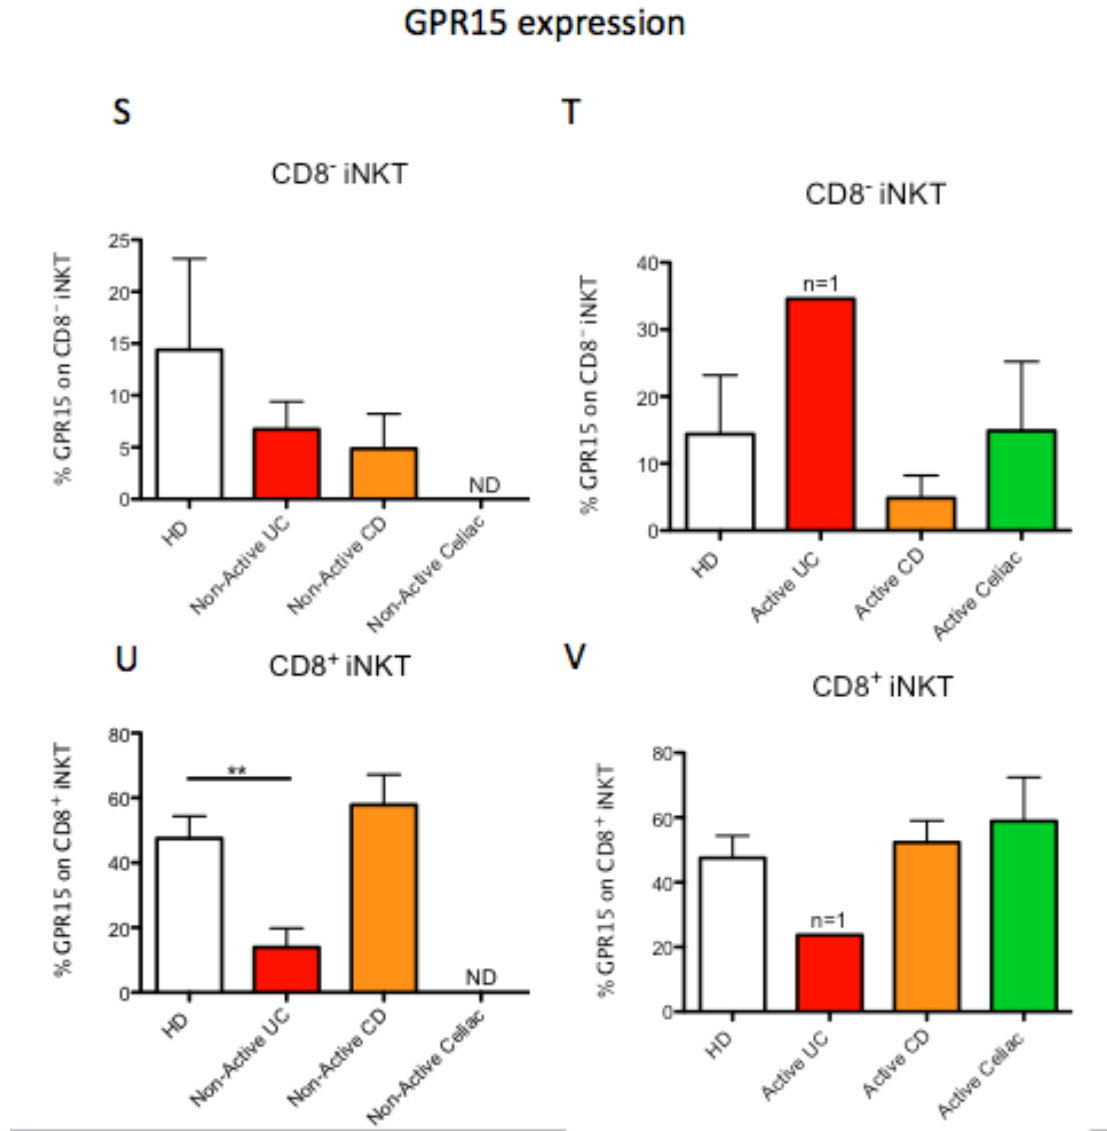 GPR15 expression
S
CD8⁻ iNKT
% GPR15 on CD8⁻ iNKT
25
20
15
10
5
0
ND
HD
Non-Active UC
Non-Active CD
Non-Active Celiac
T
CD8⁻ iNKT
% GPR15 on CD8⁻ iNKT
40
30
20
10
0
n=1
HD
Active UC
Active CD
Active Celiac
U
CD8⁺ iNKT
% GPR15 on CD8⁺ iNKT
80
60
40
20
0
**
ND
HD
Non-Active UC
Non-Active CD
Non-Active Celiac
V
CD8⁺ iNKT
% GPR15 on CD8⁺ iNKT
80
60
40
20
0
n=1
HD
Active UC
Active CD
Active Celiac